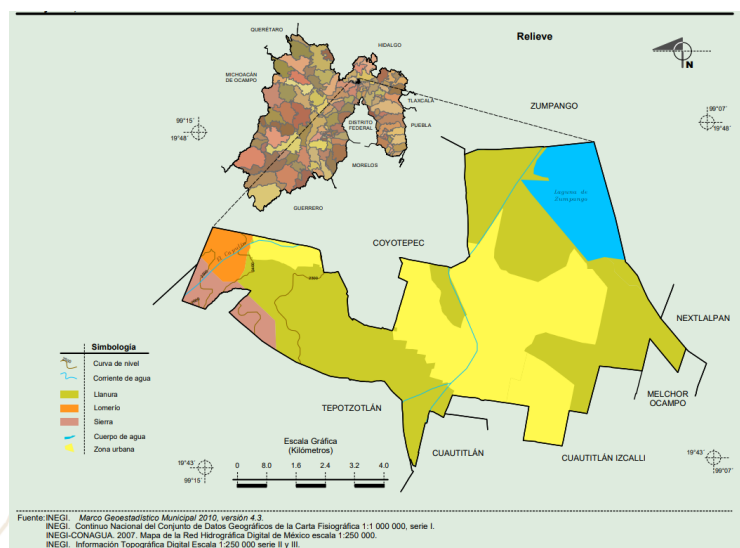 Relieve
QUERÉTARO
HIDALGO
MICHOACÁN
DE OCAMPO
TLAXCALA
DISTRITO
FEDERAL
PUEBLA
MORELOS
GUERRERO
N
99°15´
19°48´
99°07´
19°48´
ZUMPANGO
Laguna de
Zumpango
COYOTEPEC
NEXTLALPAN
MELCHOR
OCAMPO
TEPOTZOTLÁN
CUAUTITLÁN
CUAUTITLÁN IZCALLI
Simbología
Curva de nivel
Corriente de agua
Llanura
Lomerío
Sierra
Cuerpo de agua
Zona urbana
Escala Gráfica
(Kilómetros)
0 8.0 1.6 2.4 3.2 4.0
19°43´
99°15´
19°43´
99°07´
Fuente: INEGI. Marco Geoestadístico Municipal 2010, versión 4.3.
INEGI. Continuo Nacional del Conjunto de Datos Geográficos de la Carta Fisiográfica 1:1 000 000, serie I.
INEGI-CONAGUA. 2007. Mapa de la Red Hidrográfica Digital de México escala 1:250 000.
INEGI. Información Topográfica Digital Escala 1:250 000 serie II y III.